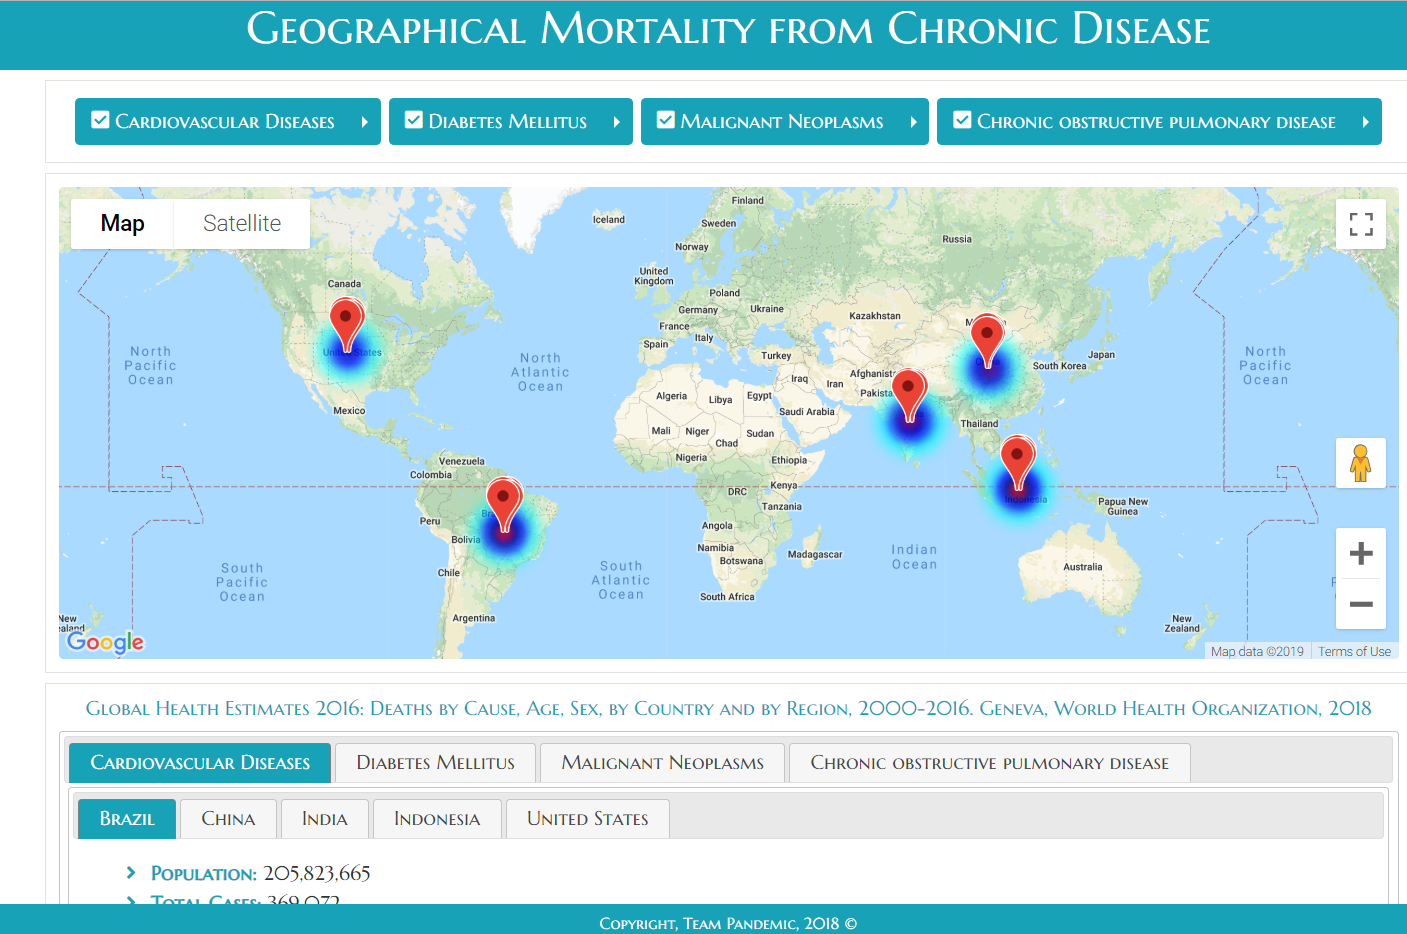 Geographical Mortality from Chronic Disease
Cardiovascular Diseases
Diabetes Mellitus
Malignant Neoplasms
Chronic obstructive pulmonary disease
Map
Satellite
Iceland
Finland
Sweden
Norway
Russia
United
Kingdom
Canada
Poland
Germany
Ukraine
Kazakhstan
France
Italy
Spain
Turkey
United States
North
Pacific
Ocean
North
Atlantic
Ocean
Japan
South Korea
North
Pacific
Ocean
Iraq
Iran
Afghanist
Pakista
Algeria
Libya
Egypt
Saudi Arabia
Mexico
Mali
Niger
Chad
Sudan
Thailand
Nigeria
Ethiopia
Venezuela
Colombia
DRC
Kenya
Tanzania
Indonesia
Papua New
Guinea
Peru
Bolivia
Angola
Namibia
Botswana
Madagascar
Indian
Ocean
South
Pacific
Ocean
South
Atlantic
Ocean
Chile
Australia
South Africa
Argentina
New
Zealand
New
ealand
Google
Map data ©2019
Terms of Use
Global Health Estimates 2016: Deaths by Cause, Age, Sex, by Country and by Region, 2000-2016. Geneva, World Health Organization, 2018
Cardiovascular Diseases
Diabetes Mellitus
Malignant Neoplasms
Chronic obstructive pulmonary disease
Brazil
China
India
Indonesia
United States
Population: 205,823,665
Total Cases: 369,072
Copyright, Team Pandemic, 2018 ©